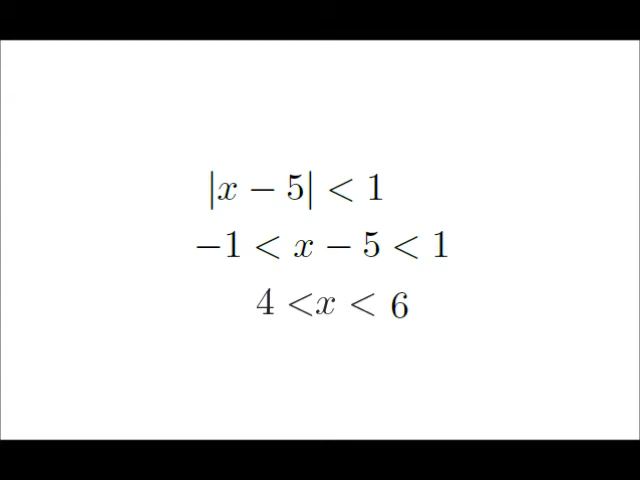 |x − 5| < 1
−1 < x − 5 < 1
4 < x < 6